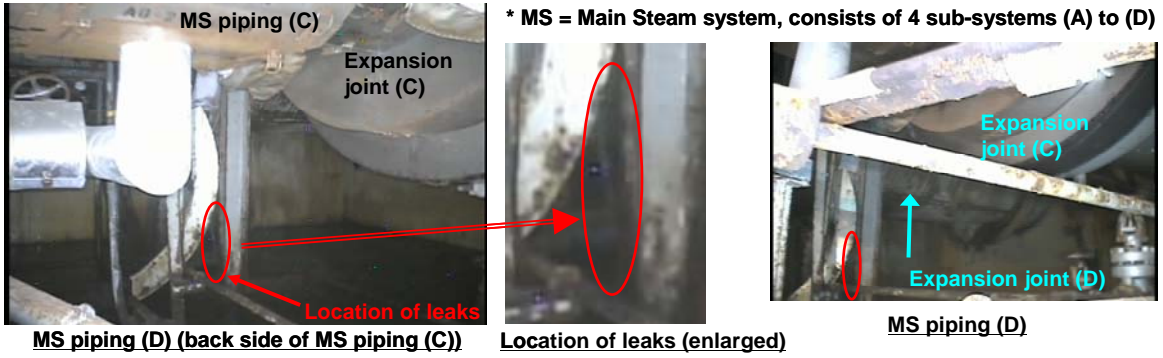 * MS = Main Steam system, consists of 4 sub-systems (A) to (D)
MS piping (C)
Expansion
joint (C)
Location of leaks
MS piping (D) (back side of MS piping (C))
Location of leaks (enlarged)
Expansion
joint (C)
Expansion joint (D)
MS piping (D)